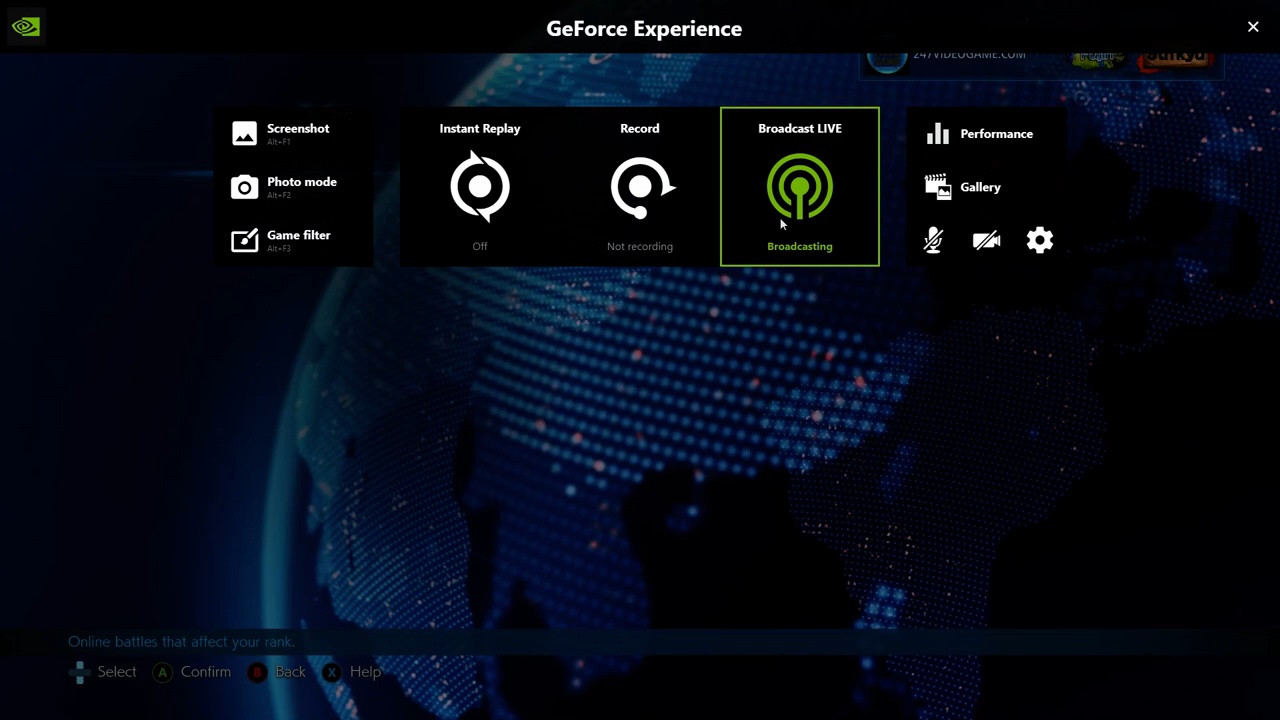 GeForce Experience
247VIDEOGAME.COM
Screenshot
Alt+F1
Photo mode
Alt+F2
Game filter
Alt+F3
Instant Replay
Off
Record
Not recording
Broadcast LIVE
Broadcasting
Performance
Gallery
Online battles that affect your rank.
Select A Confirm B Back X Help